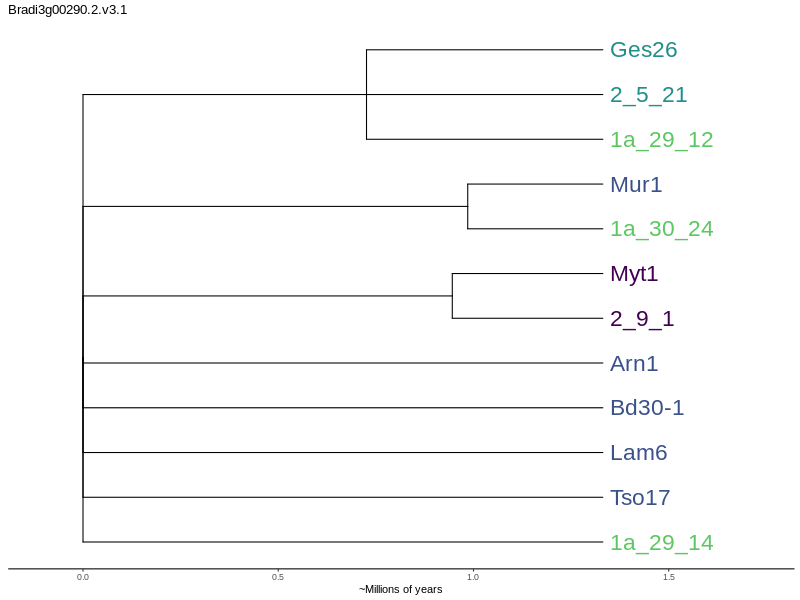 Bradi3g00290.2.v3.1
Ges26
2_5_21
1a_29_12
Mur1
1a_30_24
Myt1
2_9_1
Arn1
Bd30-1
Lam6
Tso17
1a_29_14
0.0 0.5 1.0 1.5
~Millions of years